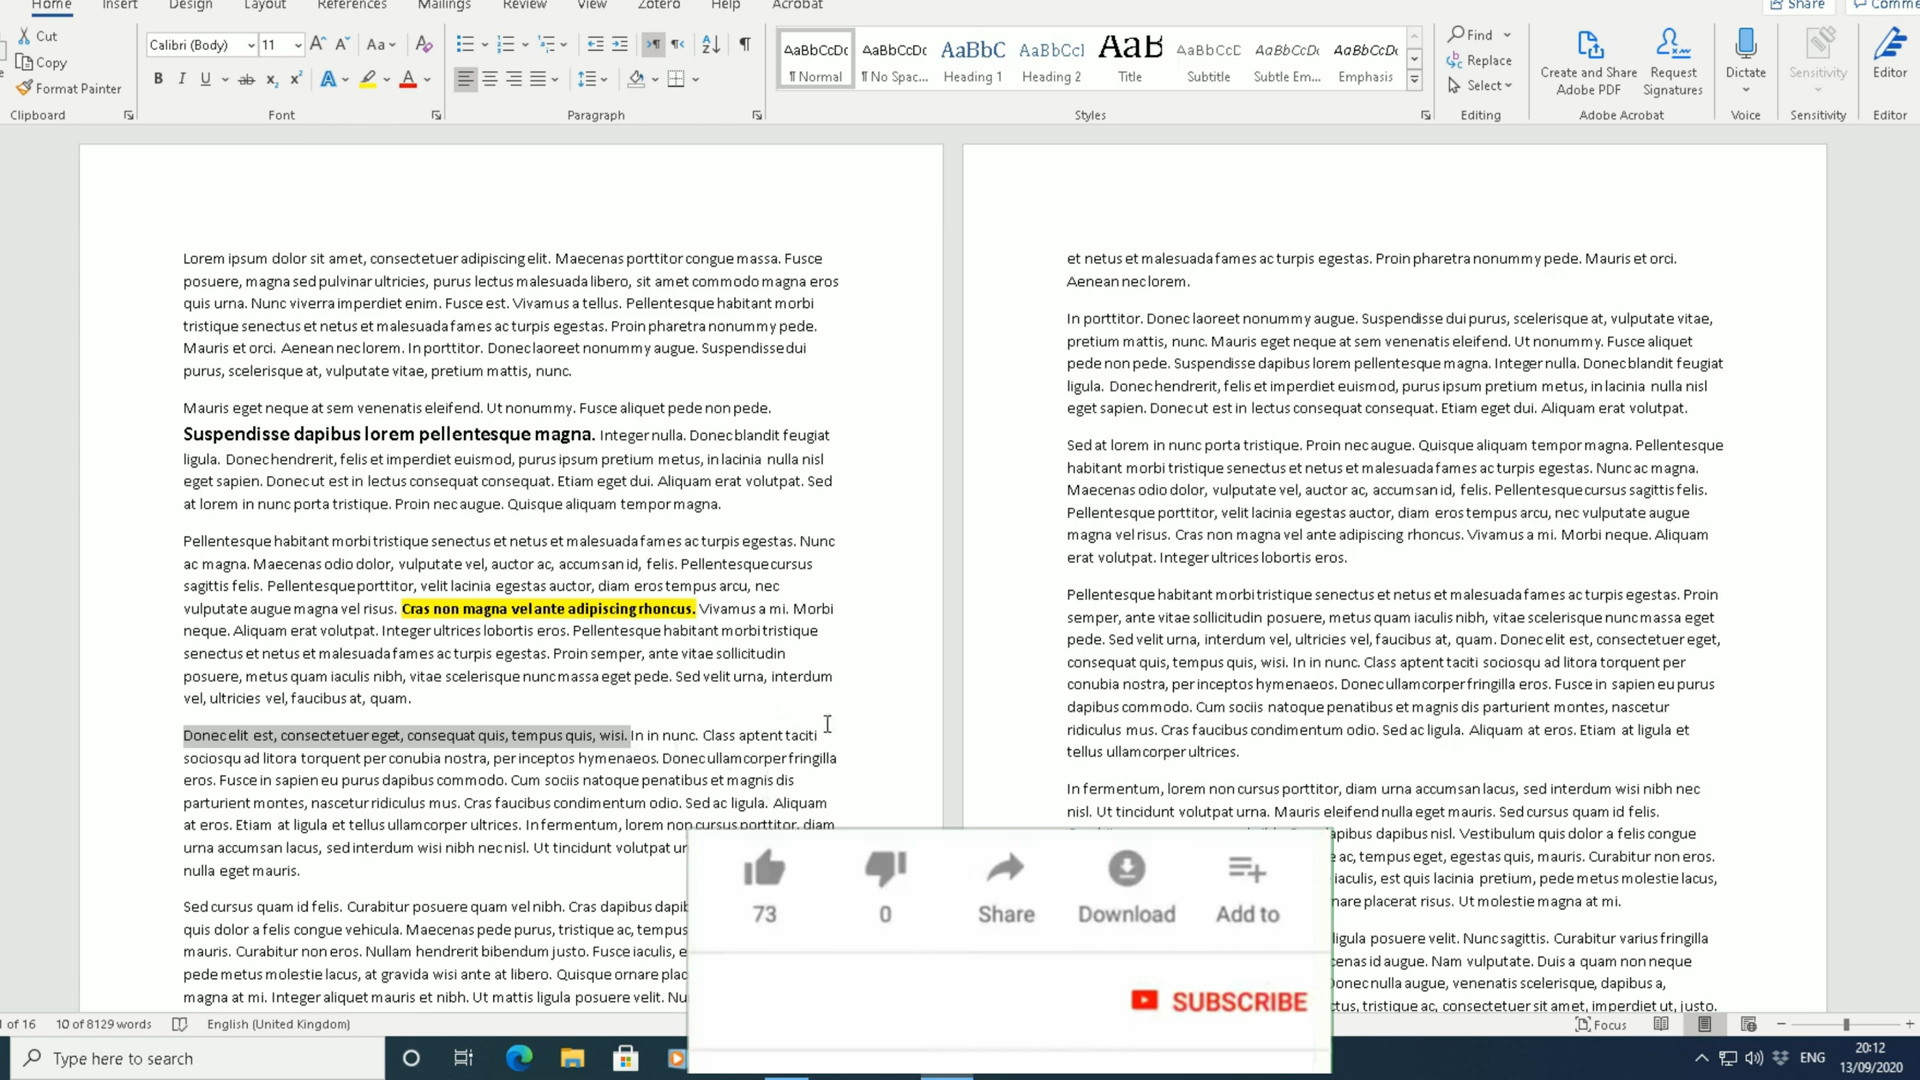 Home Insert Design Layout References Mailings Review View Zotero Help Acrobat Share
Cut
Copy
Format Painter
Clipboard
Calibri (Body) 11
Font
Paragraph
AaBbCcDc AaBbCcDc AaBbC AaBbCcI AaB AaBbCcD AaBbCcDc AaBbCcDc
¶ Normal ¶ No Spac... Heading 1 Heading 2 Title Subtitle Subtle Em... Emphasis
Styles
Find
Replace
Select
Editing
Create and Share Adobe PDF
Request Signatures
Adobe Acrobat
Dictate
Voice
Sensitivity
Sensitivity
Editor
Editor
Lorem ipsum dolor sit amet, consectetuer adipiscing elit. Maecenas porttitor congue massa. Fusce
posuere, magna sed pulvinar ultricies, purus lectus malesuada libero, sit amet commodo magna eros
quis urna. Nunc viverra imperdiet enim. Fusce est. Vivamus a tellus. Pellentesque habitant morbi
tristique senectus et netus et malesuada fames ac turpis egestas. Proin pharetra nonummy pede.
Mauris et orci. Aenean nec lorem. In porttitor. Donec laoreet nonummy augue. Suspendisse dui
purus, scelerisque at, vulputate vitae, pretium mattis, nunc.
Mauris eget neque at sem venenatis eleifend. Ut nonummy. Fusce aliquet pede non pede.
Suspendisse dapibus lorem pellentesque magna. Integer nulla. Donec blandit feugiat
ligula. Donec hendrerit, felis et imperdiet euismod, purus ipsum pretium metus, in lacinia nulla nisl
eget sapien. Donec ut est in lectus consequat consequat. Etiam eget dui. Aliquam erat volutpat. Sed
at lorem in nunc porta tristique. Proin nec augue. Quisque aliquam tempor magna.
Pellentesque habitant morbi tristique senectus et netus et malesuada fames ac turpis egestas. Nunc
ac magna. Maecenas odio dolor, vulputate vel, auctor ac, accumsan id, felis. Pellentesque cursus
sagittis felis. Pellentesque porttitor, velit lacinia egestas auctor, diam eros tempus arcu, nec
vulputate augue magna vel risus. Cras non magna vel ante adipiscing rhoncus. Vivamus a mi. Morbi
neque. Aliquam erat volutpat. Integer ultrices lobortis eros. Pellentesque habitant morbi tristique
senectus et netus et malesuada fames ac turpis egestas. Proin semper, ante vitae sollicitudin
posuere, metus quam iaculis nibh, vitae scelerisque nunc massa eget pede. Sed velit urna, interdum
vel, ultricies vel, faucibus at, quam.
Donec elit est, consectetuer eget, consequat quis, tempus quis, wisi. In in nunc. Class aptent taciti
sociosqu ad litora torquent per conubia nostra, per inceptos hymenaeos. Donec ullamcorper fringilla
eros. Fusce in sapien eu purus dapibus commodo. Cum sociis natoque penatibus et magnis dis
parturient montes, nascetur ridiculus mus. Cras faucibus condimentum odio. Sed ac ligula. Aliquam
at eros. Etiam at ligula et tellus ullamcorper ultrices. In fermentum, lorem non cursus porttitor, diam
urna accumsan lacus, sed interdum wisi nibh nec nisl. Ut tincidunt volutpat ur
nulla eget mauris.
Sed cursus quam id felis. Curabitur posuere quam vel nibh. Cras dapibus dapib
quis dolor a felis congue vehicula. Maecenas pede purus, tristique ac, tempus
mauris. Curabitur non eros. Nullam hendrerit bibendum justo. Fusce iaculis, e
pede metus molestie lacus, at gravida wisi ante at libero. Quisque ornare plac
magna at mi. Integer aliquet mauris et nibh. Ut mattis ligula posuere velit. Nu
et netus et malesuada fames ac turpis egestas. Proin pharetra nonummy pede. Mauris et orci.
Aenean nec lorem.
In porttitor. Donec laoreet nonummy augue. Suspendisse dui purus, scelerisque at, vulputate vitae,
pretium mattis, nunc. Mauris eget neque at sem venenatis eleifend. Ut nonummy. Fusce aliquet
pede non pede. Suspendisse dapibus lorem pellentesque magna. Integer nulla. Donec blandit feugiat
ligula. Donec hendrerit, felis et imperdiet euismod, purus ipsum pretium metus, in lacinia nulla nisl
eget sapien. Donec ut est in lectus consequat consequat. Etiam eget dui. Aliquam erat volutpat.
Sed at lorem in nunc porta tristique. Proin nec augue. Quisque aliquam tempor magna. Pellentesque
habitant morbi tristique senectus et netus et malesuada fames ac turpis egestas. Nunc ac magna.
Maecenas odio dolor, vulputate vel, auctor ac, accumsan id, felis. Pellentesque cursus sagittis felis.
Pellentesque porttitor, velit lacinia egestas auctor, diam eros tempus arcu, nec vulputate augue
magna vel risus. Cras non magna vel ante adipiscing rhoncus. Vivamus a mi. Morbi neque. Aliquam
erat volutpat. Integer ultrices lobortis eros.
Pellentesque habitant morbi tristique senectus et netus et malesuada fames ac turpis egestas. Proin
semper, ante vitae sollicitudin posuere, metus quam iaculis nibh, vitae scelerisque nunc massa eget
pede. Sed velit urna, interdum vel, ultricies vel, faucibus at, quam. Donec elit est, consectetuer eget,
consequat quis, tempus quis, wisi. In in nunc. Class aptent taciti sociosqu ad litora torquent per
conubia nostra, per inceptos hymenaeos. Donec ullamcorper fringilla eros. Fusce in sapien eu purus
dapibus commodo. Cum sociis natoque penatibus et magnis dis parturient montes, nascetur
ridiculus mus. Cras faucibus condimentum odio. Sed ac ligula. Aliquam at eros. Etiam at ligula et
tellus ullamcorper ultrices.
In fermentum, lorem non cursus porttitor, diam urna accumsan lacus, sed interdum wisi nibh nec
nisl. Ut tincidunt volutpat urna. Mauris eleifend nulla eget mauris. Sed cursus quam id felis.
apibus dapibus nisl. Vestibulum quis dolor a felis congue
e ac, tempus eget, egestas quis, mauris. Curabitur non eros.
iaculis, est quis lacinia pretium, pede metus molestie lacus,
nare placerat risus. Ut molestie magna at mi.
ligula posuere velit. Nunc sagittis. Curabitur varius fringilla
enas id augue. Nam vulputate. Duis a quam non neque
Donec nulla augue, venenatis scelerisque, dapibus a,
ctus, tristique ac, consectetuer sit amet, imperdiet ut, justo.
73 0 Share Download Add to
SUBSCRIBE
of 16 10 of 8129 words English (United Kingdom) Focus
Type here to search
ENG
20:12
13/09/2020